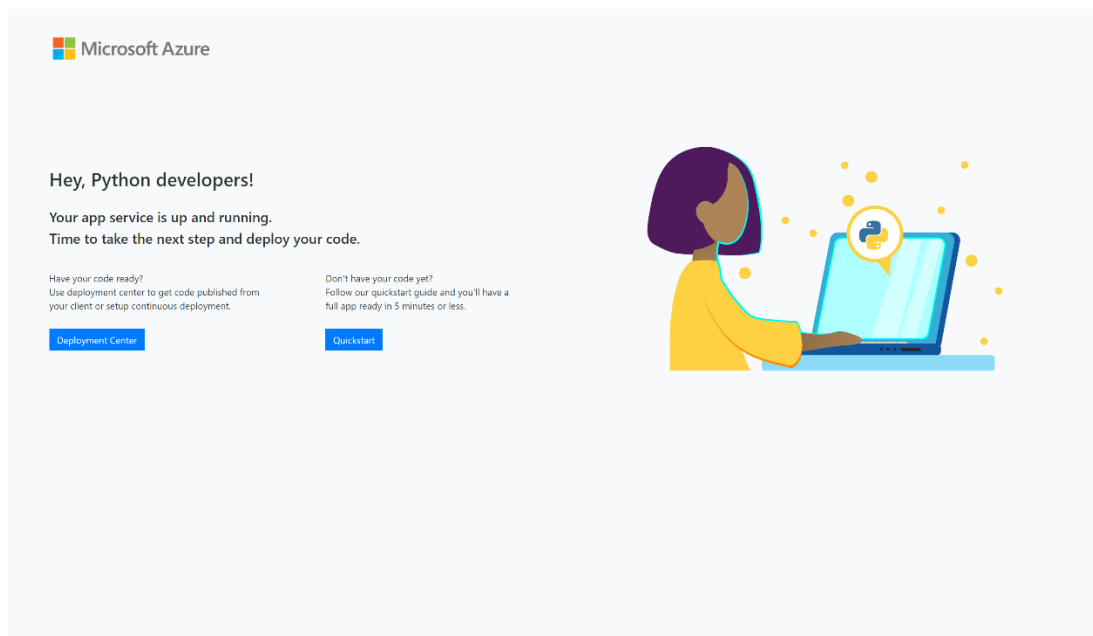 Microsoft Azure
Hey, Python developers!
Your app service is up and running.
Time to take the next step and deploy your code.
Have your code ready?
Use deployment center to get code published from
your client or setup continuous deployment.
Deployment Center
Don't have your code yet?
Follow our quickstart guide and you'll have a
full app ready in 5 minutes or less.
Quickstart